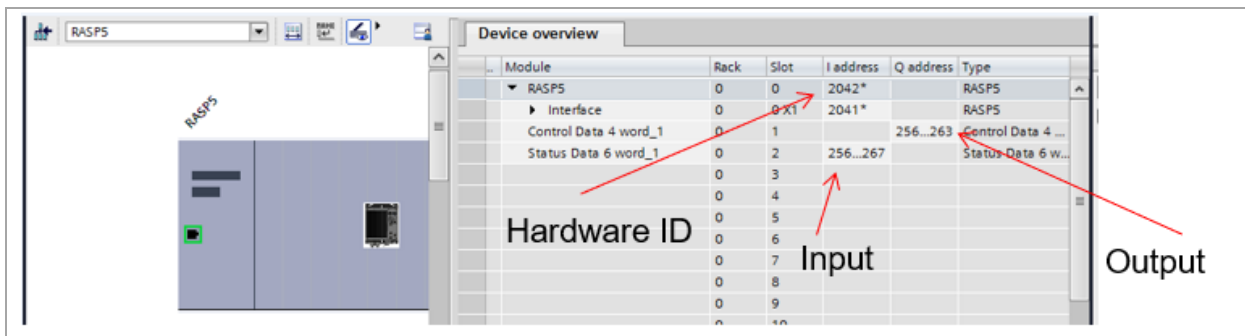 RASP5
Device overview
.. Module Rack Slot I address Q address Type
RASP5 0 0 2042* RASP5
Interface 0 0 X1 2041* RASP5
Control Data 4 word_1 0 1 256...263 Control Data 4 ...
Status Data 6 word_1 0 2 256...267 Status Data 6 w...
0 3
0 4
0 5
0 6
0 7
0 8
0 9
0 10
RASP5
Hardware ID
Input
Output